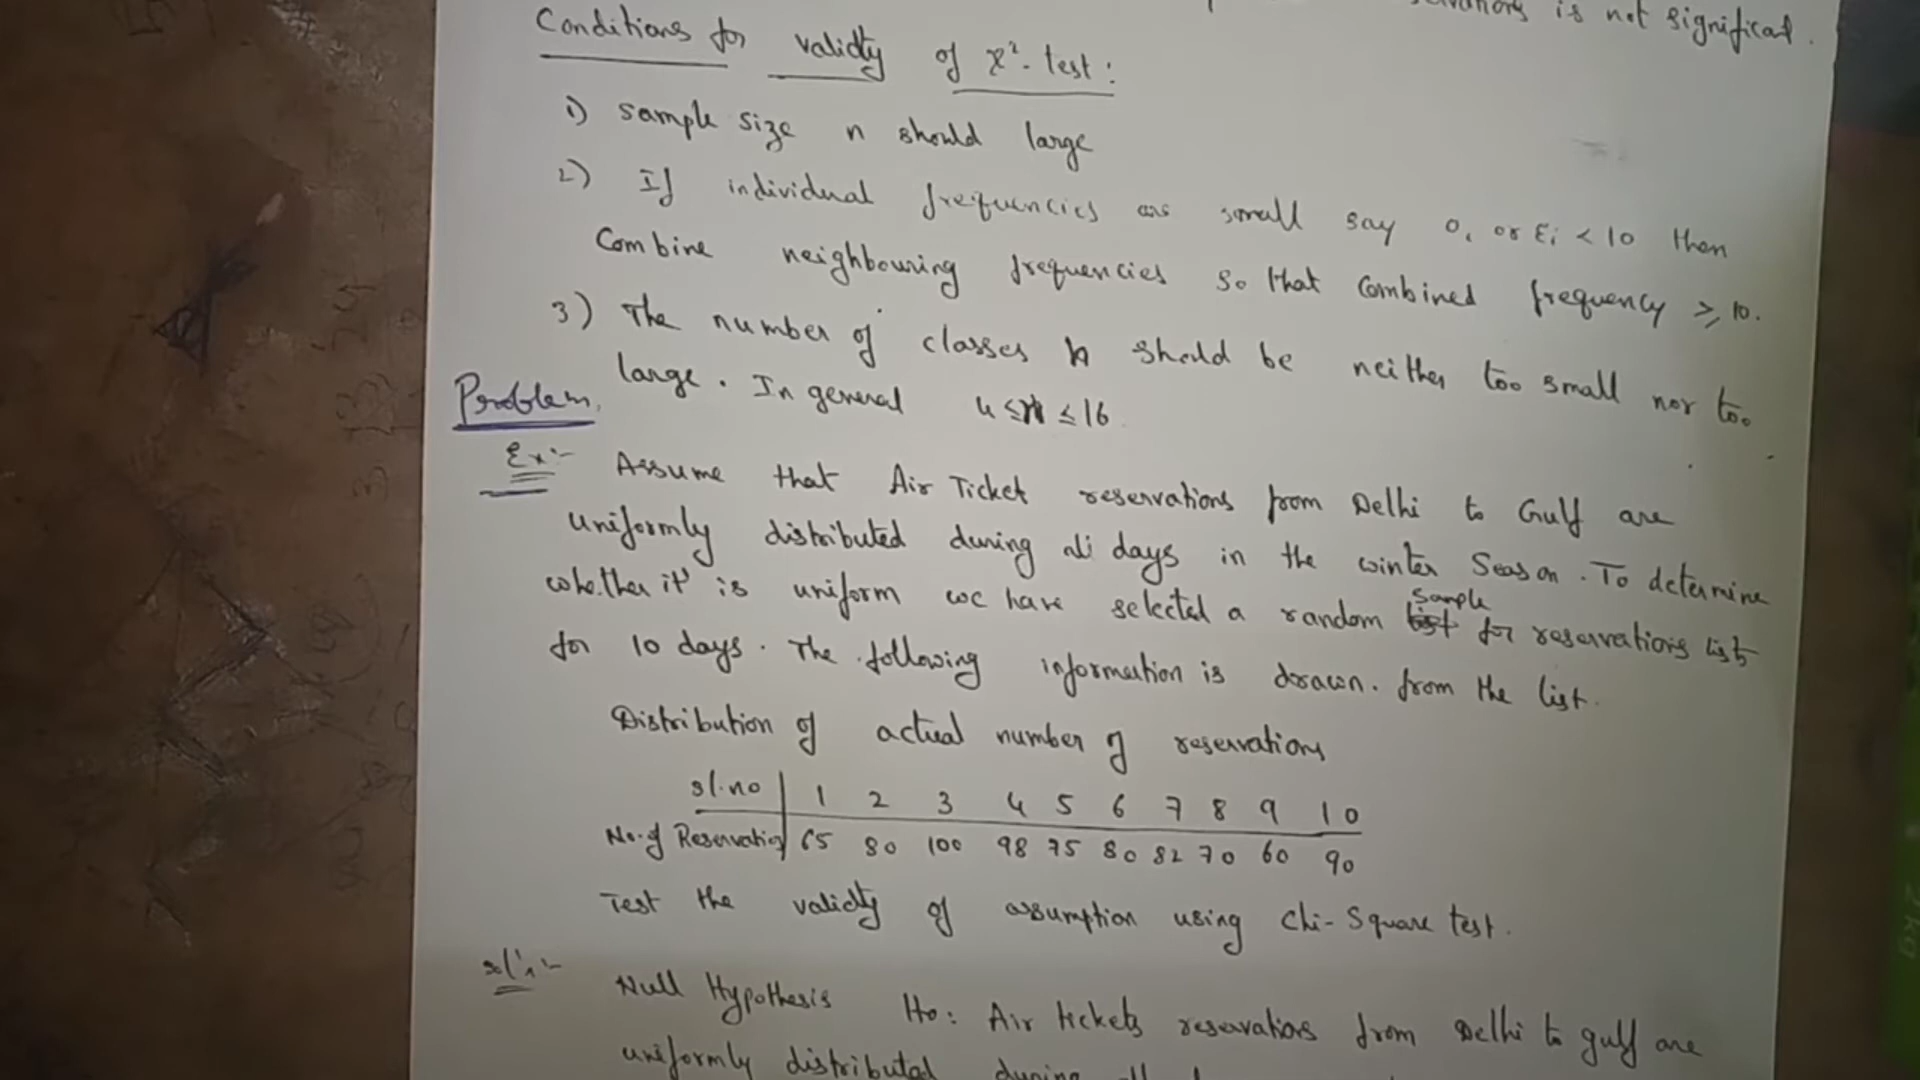 is not significant.
Conditions for validity of χ²-test:
1) sample size n should large
2) If individual frequencies are small say Oi or Ei < 10 then
Combine neighbouring frequencies so that Combined frequency ≥ 10.
3) The number of classes n should be neither too small nor too
large. In general 4 ≤ n ≤ 16
Problem.
Ex:- Assume that Air Ticket reservations from Delhi to Gulf are
uniformly distributed during all days in the winter Season. To determine
whether it is uniform we have selected a random sample for reservations lists
for 10 days. The following information is drawn. from the list.
Distribution of actual number of reservations
sl.no 1 2 3 4 5 6 7 8 9 10
No. of Reservation 65 80 100 98 75 80 82 70 60 90
Test the validity of assumption using Chi-Square test.
sol'n:- Null Hypothesis Ho: Air tickets reservations from Delhi to gulf are
uniformly distributed during
2kg